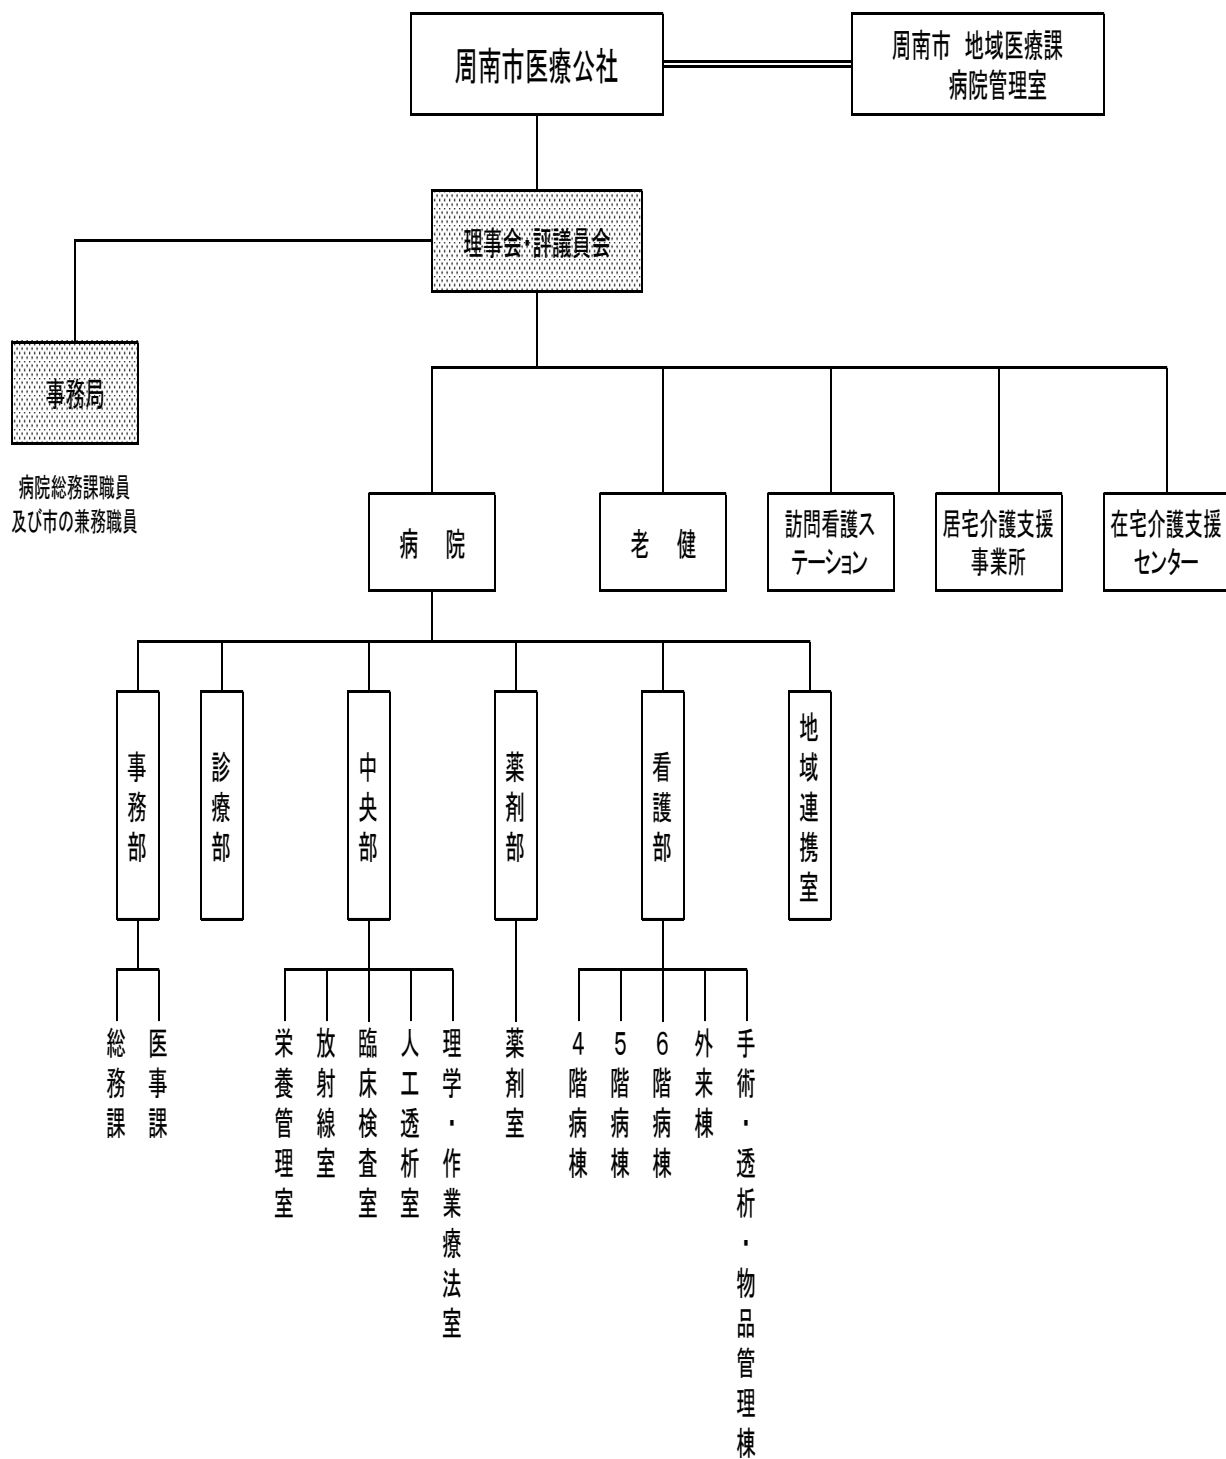 周南市医療公社
周南市 地域医療課
病院管理室
理事会・評議員会
事務局
病院総務課職員
及び市の兼務職員
病 院
老 健
訪問看護ス
テーション
居宅介護支援
事業所
在宅介護支援
センター
事務部
診療部
中央部
薬剤部
看護部
地域連携室
総務課
医事課
栄養管理室
放射線室
臨床検査室
人工透析室
理学・作業療法室
薬剤室
4階病棟
5階病棟
6階病棟
外来棟
手術・透析・物品管理棟